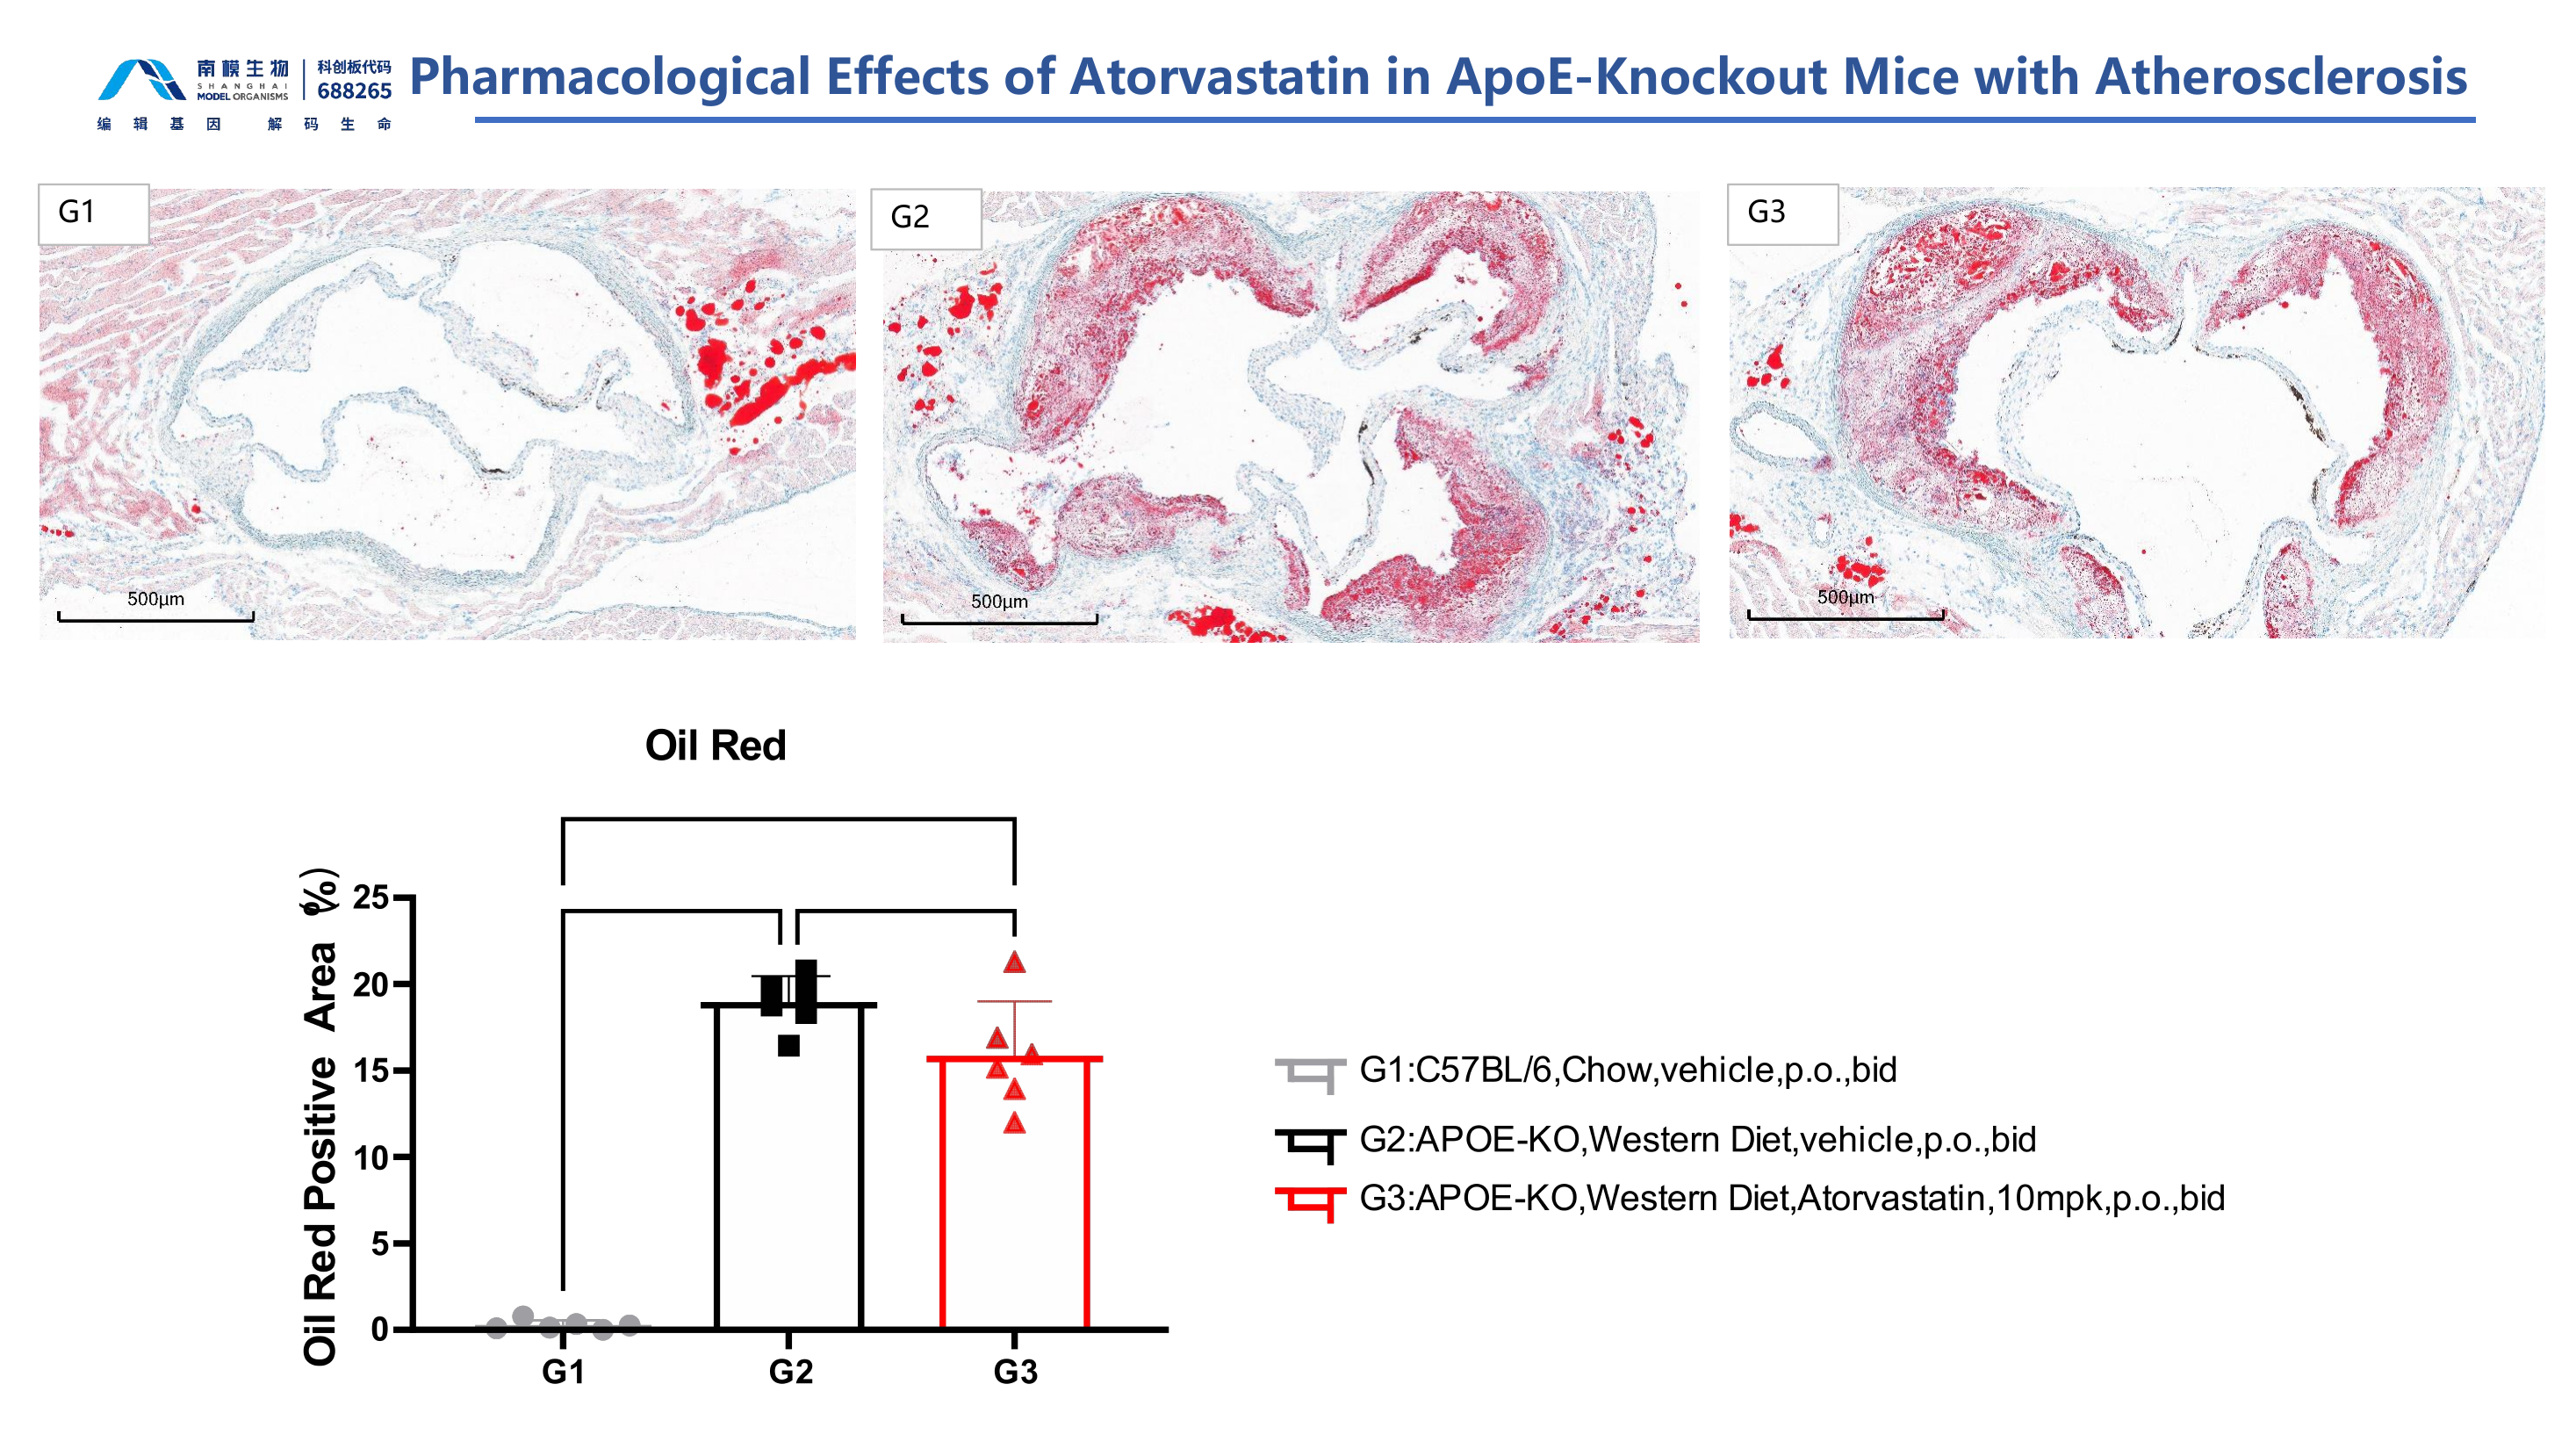 南模生物
SHANGHAI
MODEL ORGANISMS
科创板代码
688265
编辑基因 解码生命
Pharmacological Effects of Atorvastatin in ApoE-Knockout Mice with Atherosclerosis
G1
500μm
G2
500μm
G3
500μm
Oil Red
Oil Red Positive Area (%)
25
20
15
10
5
0
G1
G2
G3
G1:C57BL/6,Chow,vehicle,p.o.,bid
G2:APOE-KO,Western Diet,vehicle,p.o.,bid
G3:APOE-KO,Western Diet,Atorvastatin,10mpk,p.o.,bid